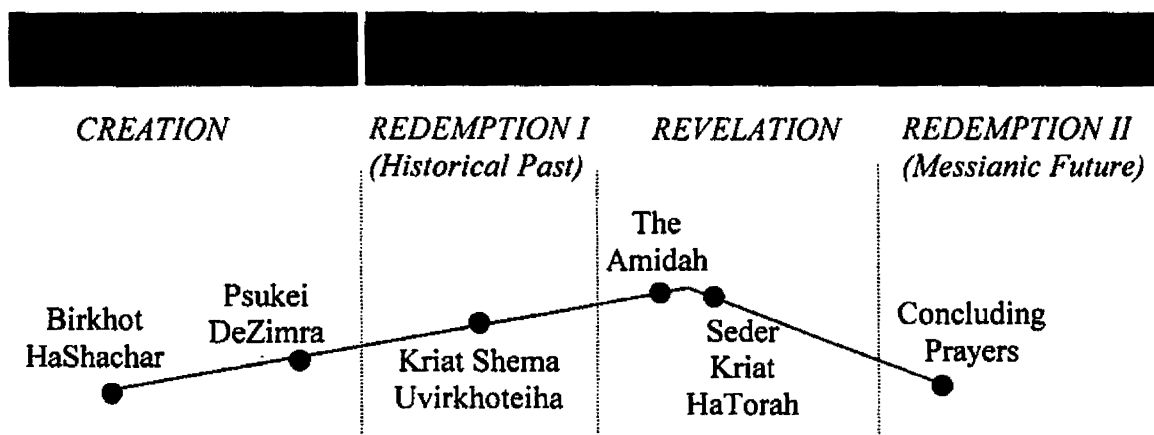 CREATION
REDEMPTION I
(Historical Past)
REVELATION
REDEMPTION II
(Messianic Future)
Birkhot
HaShachar
Psukei
DeZimra
Kriat Shema
Uvirkhoteiha
The
Amidah
Seder
Kriat
HaTorah
Concluding
Prayers